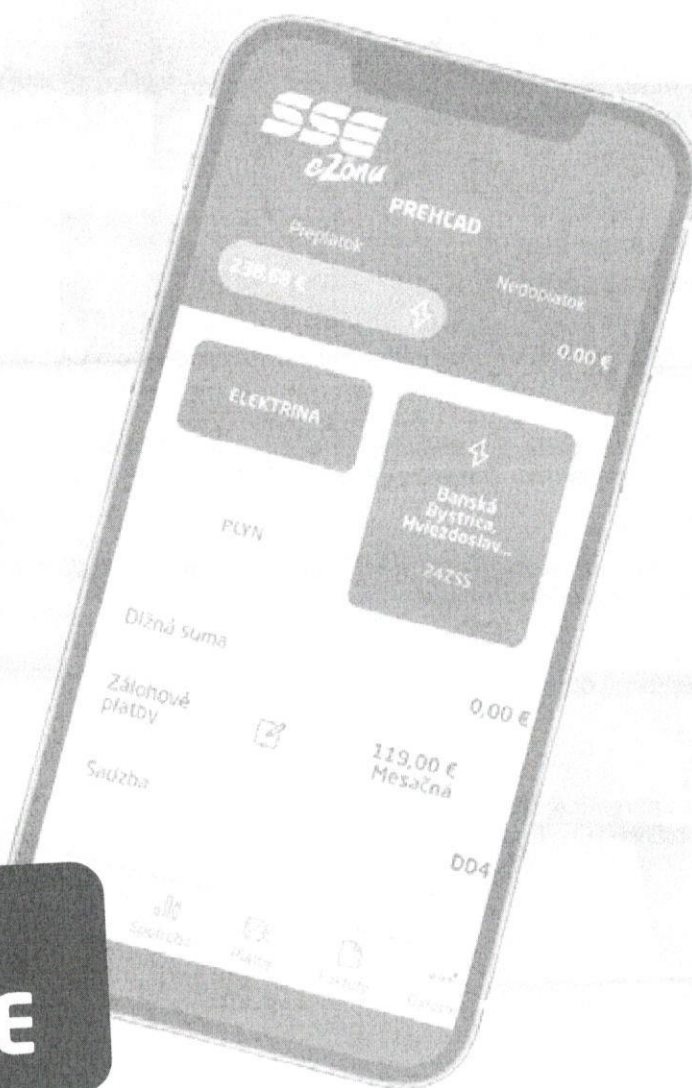 SSE
eZóna
PREHĽAD
Preplatok
Nedoplatok
0,00 €
ELEKTRINA
Banská
Bystrica,
Hviezdoslav...
24ZSS
PLYN
Dlžná suma
0,00 €
Zálohové
platby
119,00 €
Mesačná
Sadzba
DD4
Spotreba
Platby
Faktúry
E